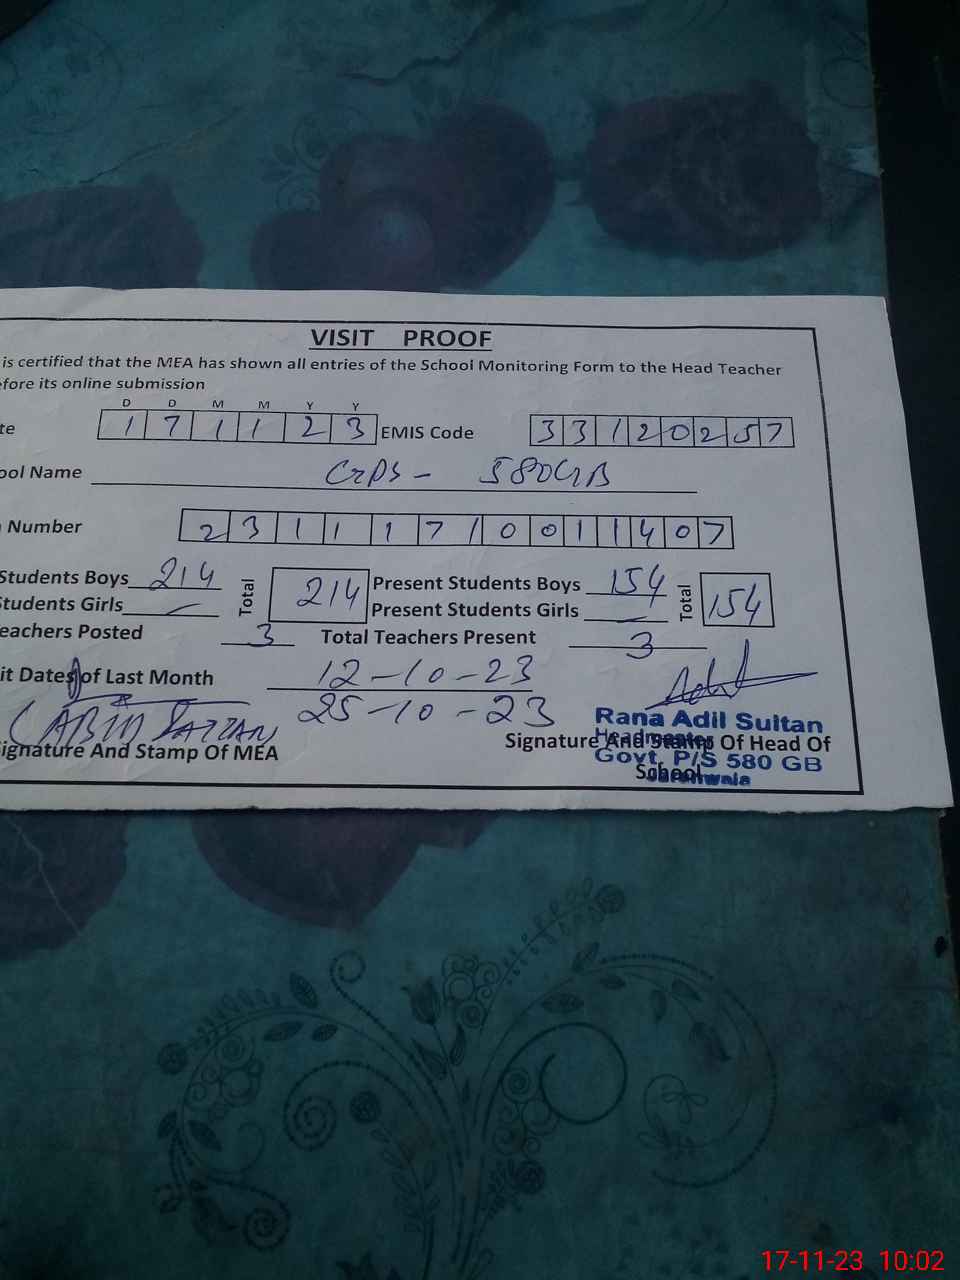 VISIT PROOF
is certified that the MEA has shown all entries of the School Monitoring Form to the Head Teacher
efore its online submission
D D M M Y Y
te 1 7 1 1 2 3 EMIS Code 3 3 1 2 0 2 5 7
ool Name GPS - 580GB
Number 2 3 1 1 1 7 1 0 0 1 1 4 0 7
Students Boys 214 Total 214 Present Students Boys 154 Total 154
Students Girls - Present Students Girls -
eachers Posted 3 Total Teachers Present 3
it Dates of Last Month 12-10-23
25-10-23
Rana Adil Sultan
Headmaster
ignature And Stamp Of MEA Signature And Stamp Of Head Of
Govt. P/S 580 GB
School
17-11-23 10:02